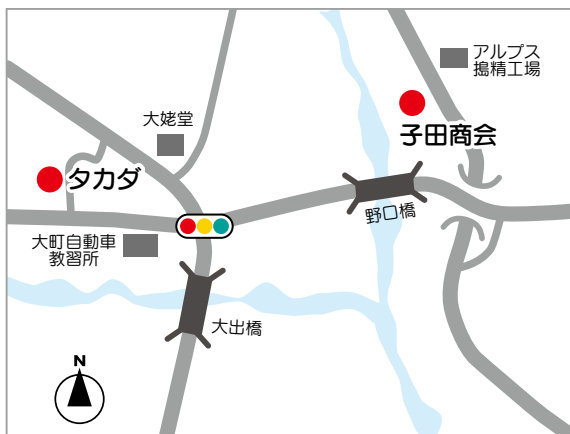 アルプス
搗精工場
大姥堂
子田商会
タカダ
野口橋
大町自動車
教習所
大出橋
N